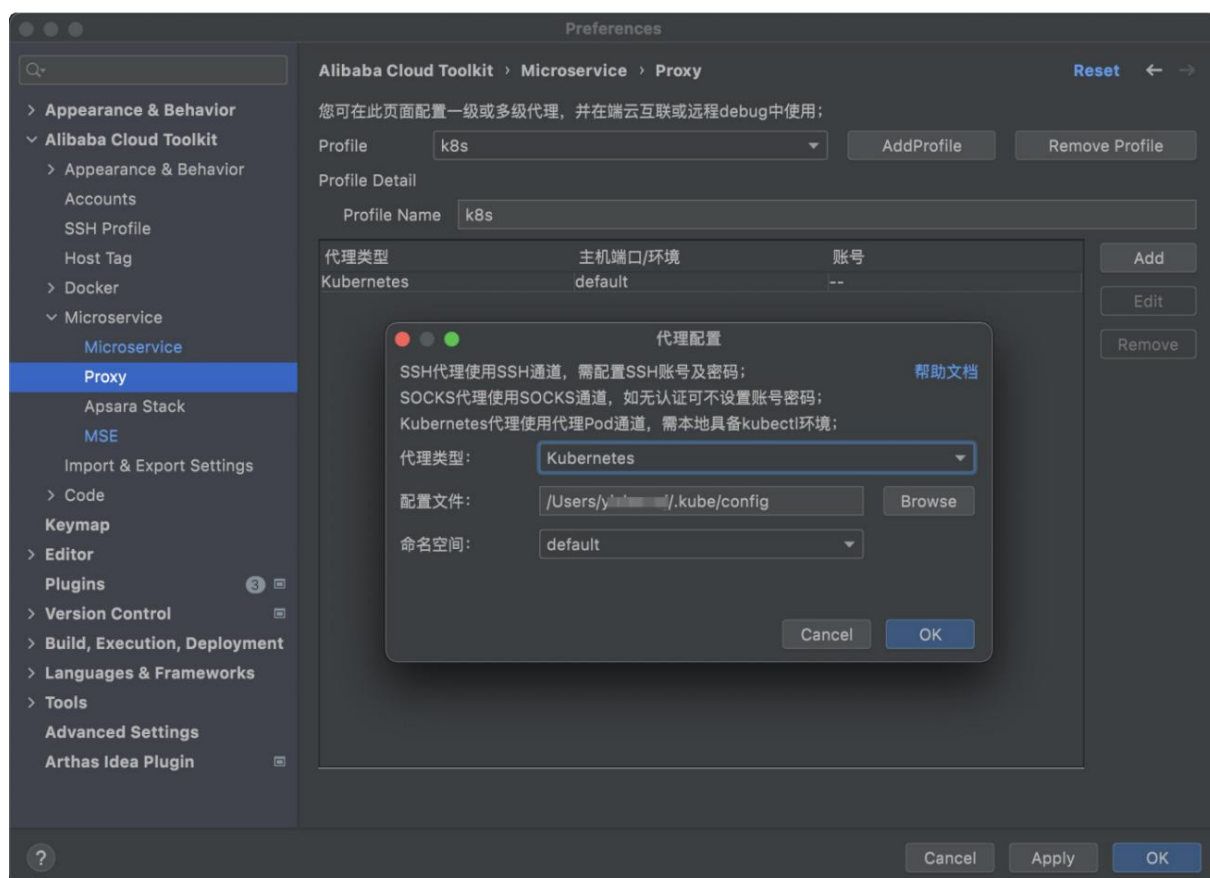 Preferences
Alibaba Cloud Toolkit › Microservice › Proxy
Reset
您可在此页面配置一级或多级代理，并在端云互联或远程debug中使用；
Profile
k8s
AddProfile
Remove Profile
Profile Detail
Profile Name
k8s
代理类型
主机端口/环境
账号
Kubernetes
default
--
Add
Edit
Remove
Appearance & Behavior
Alibaba Cloud Toolkit
Appearance & Behavior
Accounts
SSH Profile
Host Tag
Docker
Microservice
Microservice
Proxy
Apsara Stack
MSE
Import & Export Settings
Code
Keymap
Editor
Plugins
3
Version Control
Build, Execution, Deployment
Languages & Frameworks
Tools
Advanced Settings
Arthas Idea Plugin
代理配置
SSH代理使用SSH通道，需配置SSH账号及密码；
帮助文档
SOCKS代理使用SOCKS通道，如无认证可不设置账号密码；
Kubernetes代理使用代理Pod通道，需本地具备kubectl环境；
代理类型：
Kubernetes
配置文件：
/Users/y /.kube/config
Browse
命名空间：
default
Cancel
OK
?
Cancel
Apply
OK